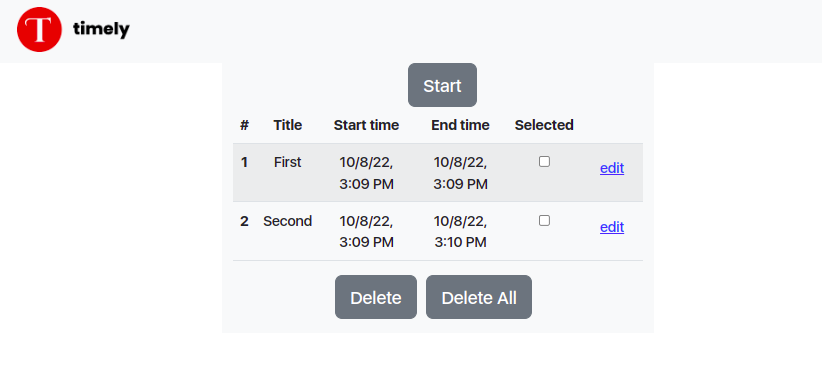 T timely
Start
# Title Start time End time Selected
1 First 10/8/22, 10/8/22, edit
3:09 PM 3:09 PM
2 Second 10/8/22, 10/8/22, edit
3:09 PM 3:10 PM
Delete Delete All